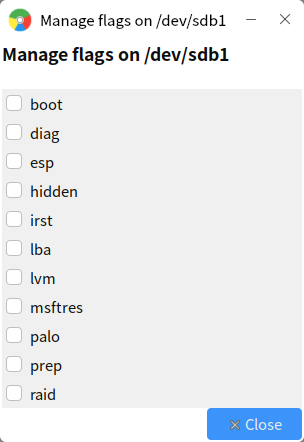 Manage flags on /dev/sdb1
Manage flags on /dev/sdb1
boot
diag
esp
hidden
irst
lba
lvm
msftres
palo
prep
raid
Close